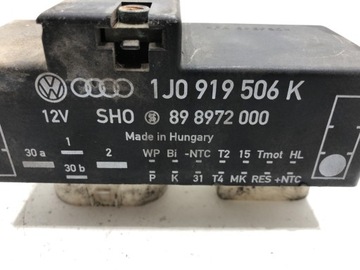 1J0 919 506 K
12V SHO 89 8972 000
Made in Hungary
30 a 1 2 WP Bi -NTC T2 15 Tmot HL
30 b P K 31 T4 MK RES +NTC